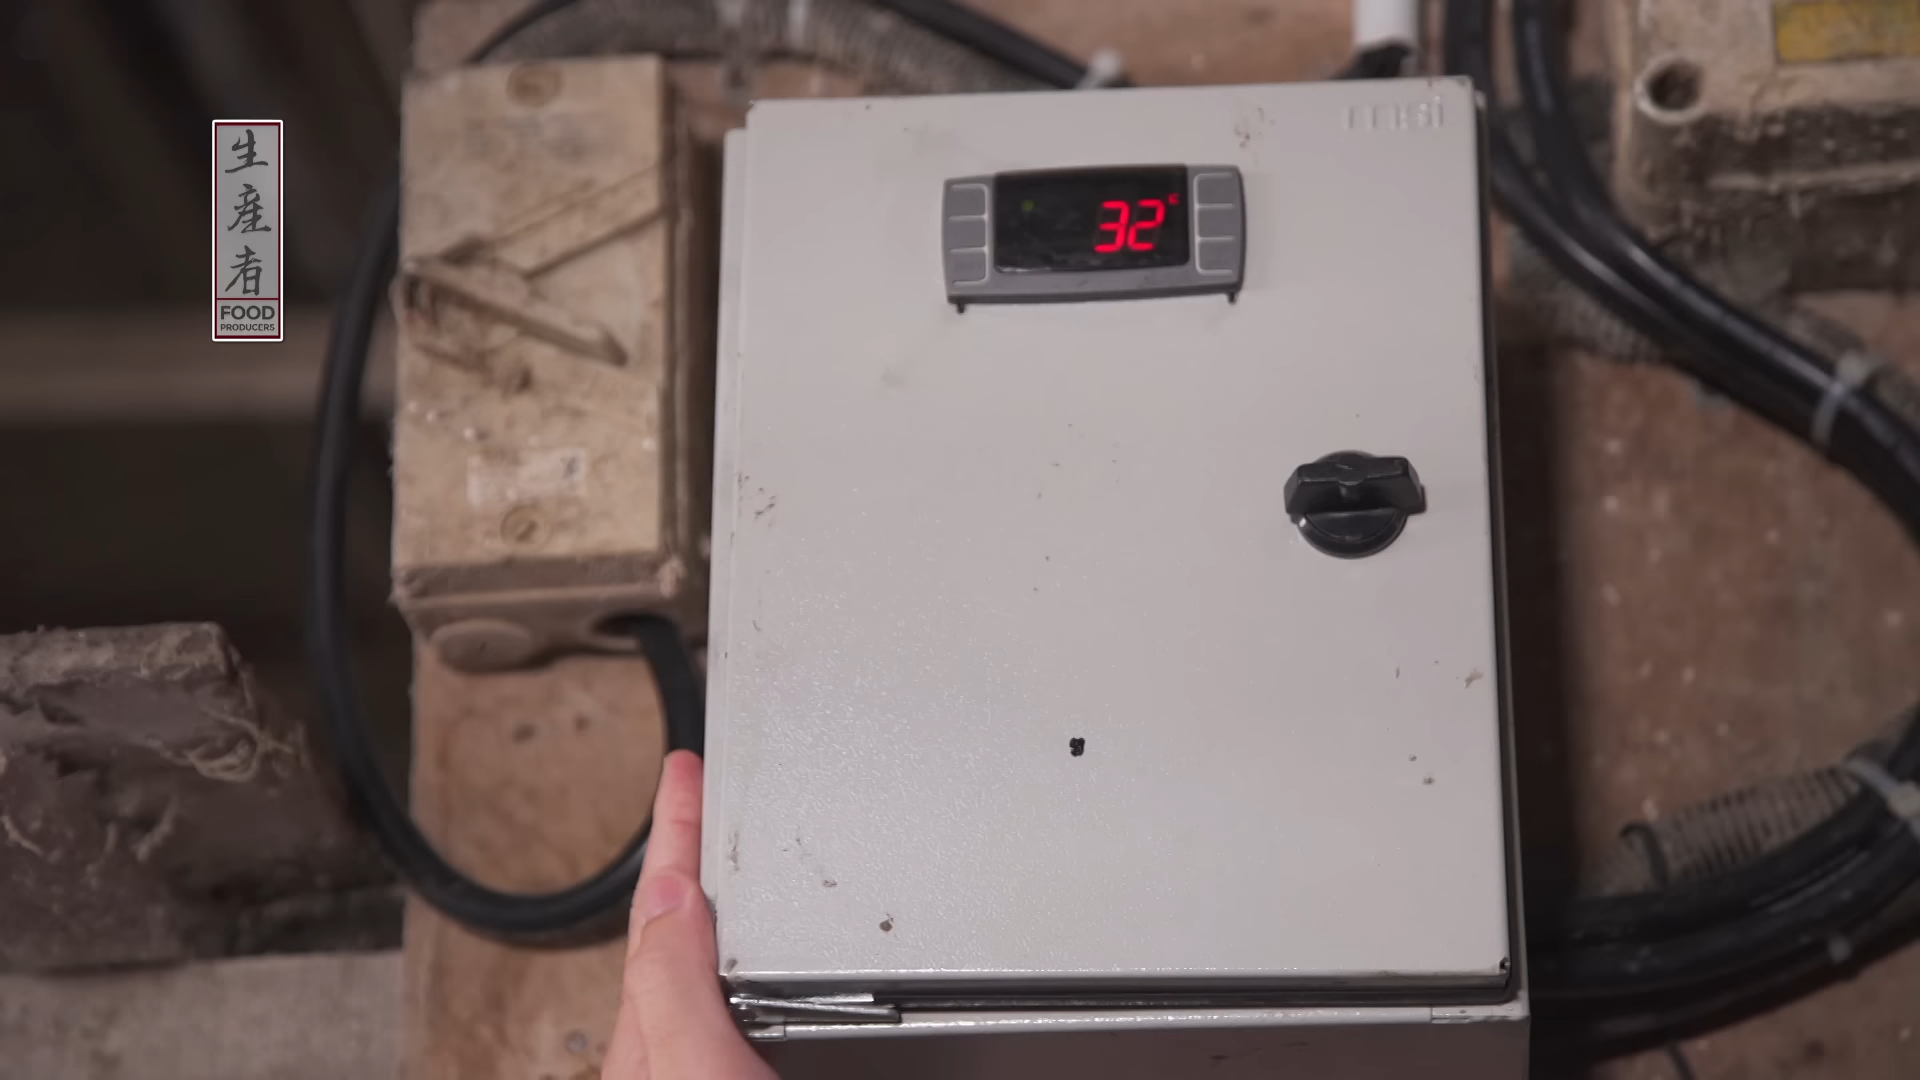 生
産
者
FOOD
PRODUCERS
32